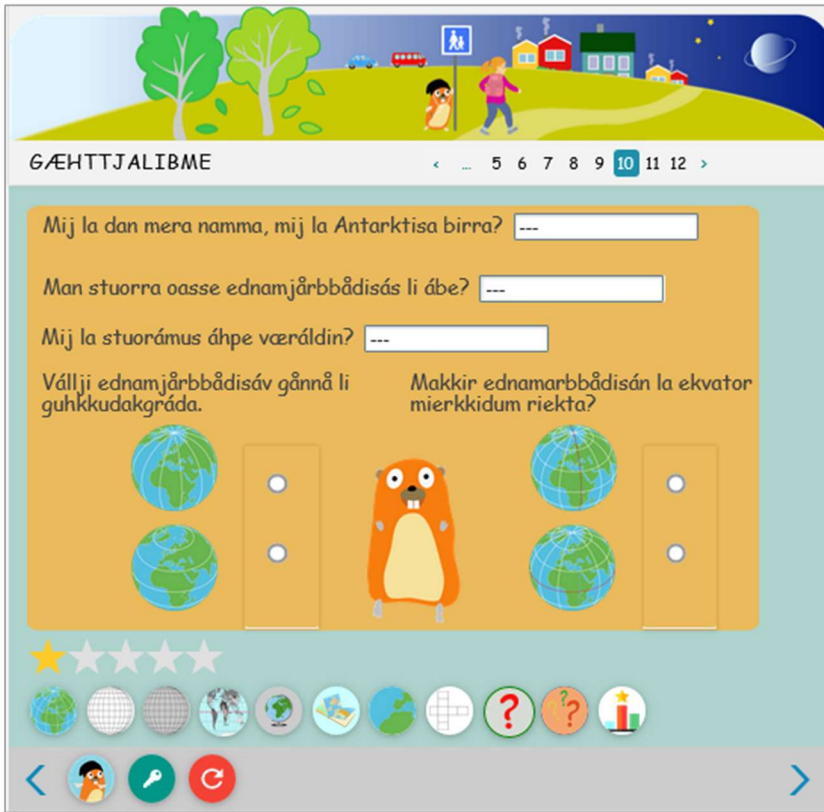 GÆHTTJALIBME
‹ … 5 6 7 8 9 10 11 12 ›
Mij la dan mera namma, mij la Antarktisa birra? ---
Man stuorra oasse ednamjårbbådisás li ábe? ---
Mij la stuorámus áhpe væráldin? ---
Vállji ednamjårbbådisáv gånnå li
guhkkudakgráda.
Makkir ednamarbbådisán la ekvator
mierkkidum riekta?
? ???